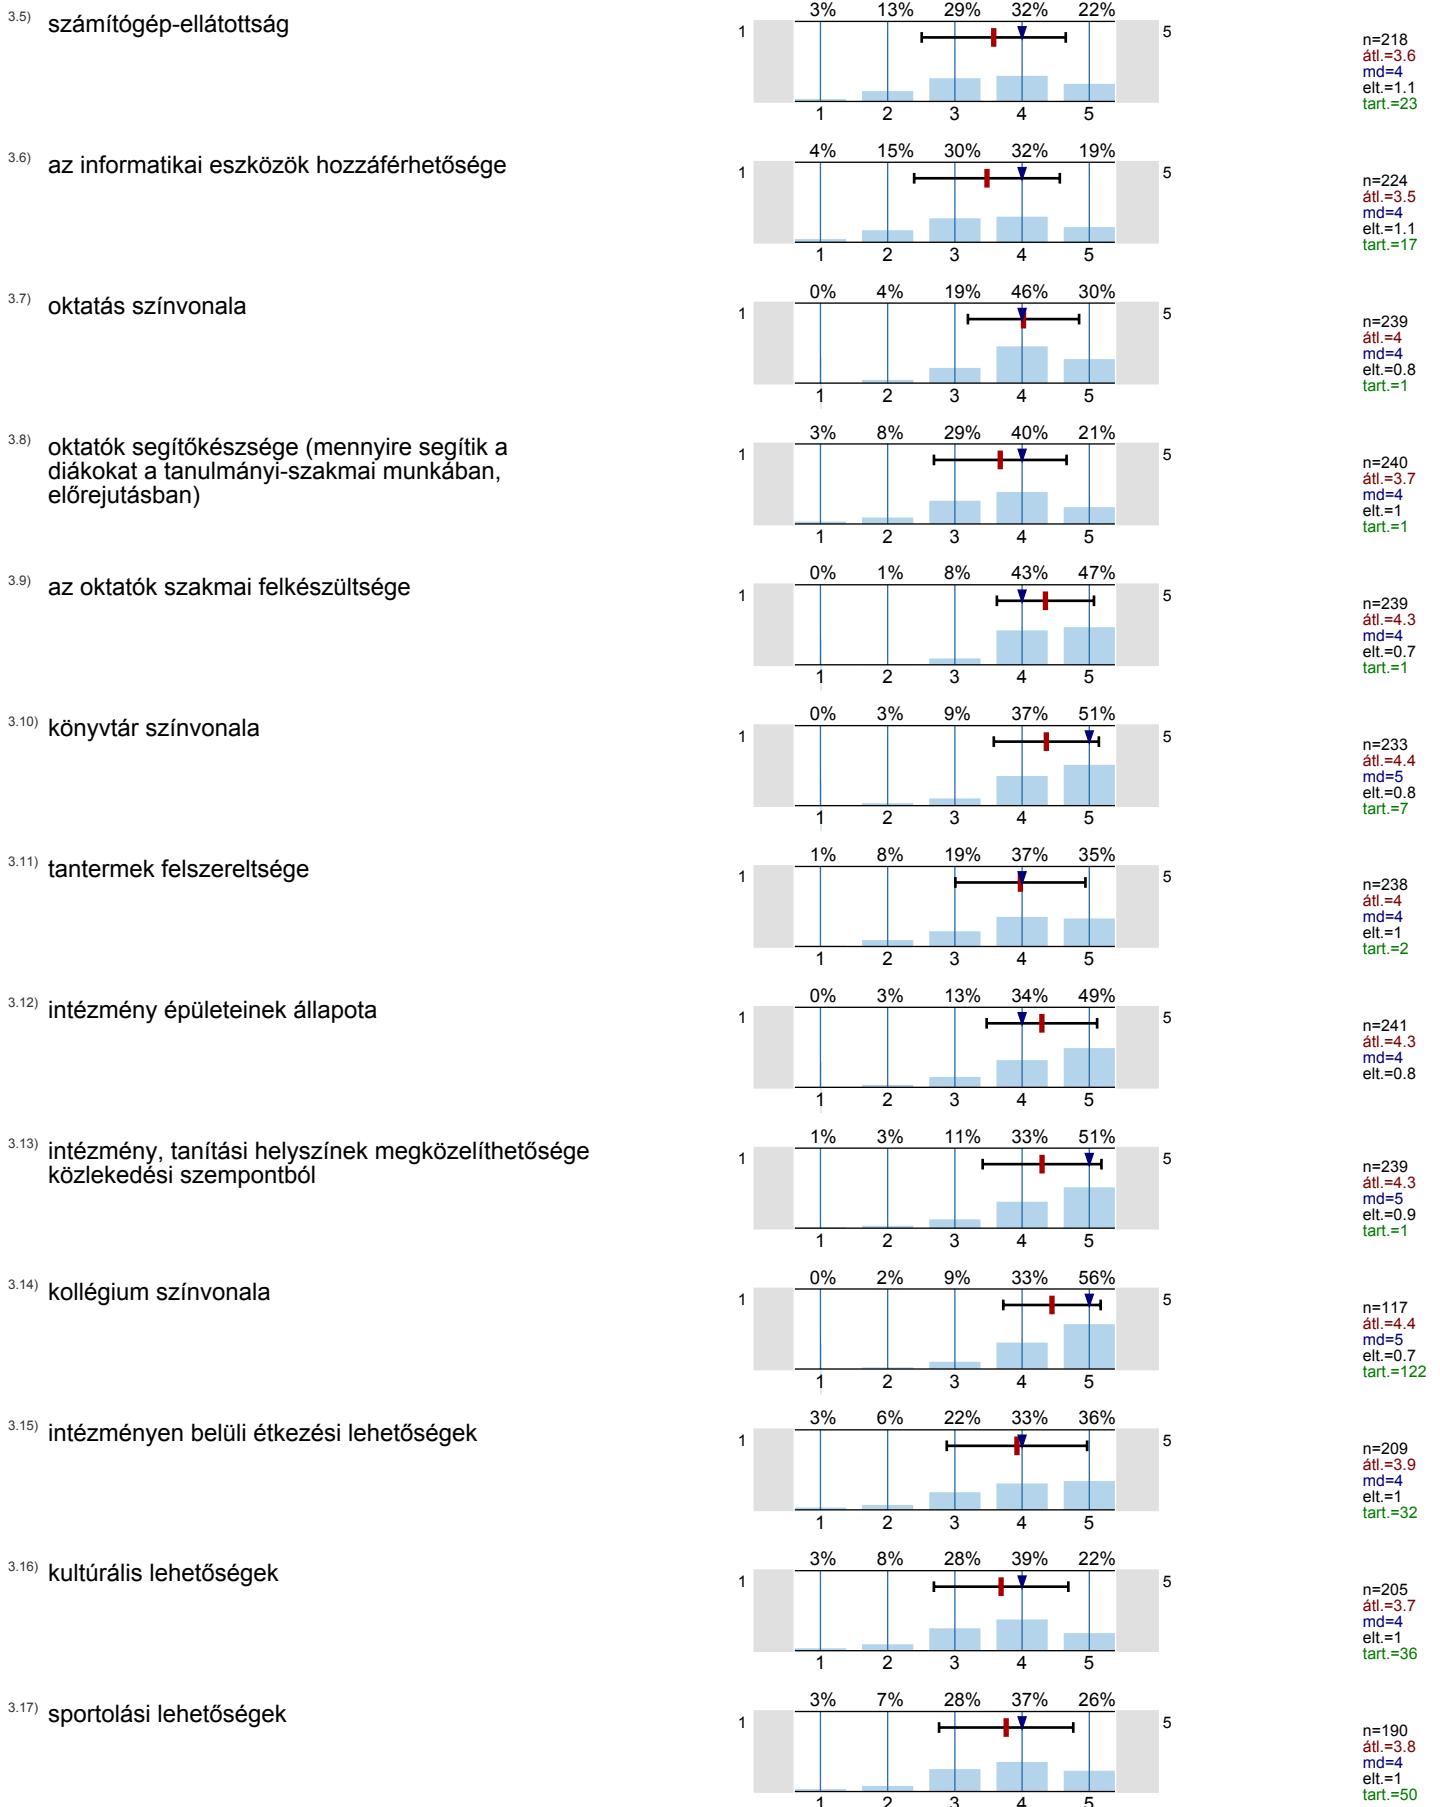 3.5) számítógép-ellátottság
3% 13% 29% 32% 22%
1 5
1 2 3 4 5
n=218
átl.=3.6
md=4
elt.=1.1
tart.=23
3.6) az informatikai eszközök hozzáférhetősége
4% 15% 30% 32% 19%
1 5
1 2 3 4 5
n=224
átl.=3.5
md=4
elt.=1.1
tart.=17
3.7) oktatás színvonala
0% 4% 19% 46% 30%
1 5
1 2 3 4 5
n=239
átl.=4
md=4
elt.=0.8
tart.=1
3.8) oktatók segítőkészsége (mennyire segítik a
diákokat a tanulmányi-szakmai munkában,
előrejutásban)
3% 8% 29% 40% 21%
1 5
1 2 3 4 5
n=240
átl.=3.7
md=4
elt.=1
tart.=1
3.9) az oktatók szakmai felkészültsége
0% 1% 8% 43% 47%
1 5
1 2 3 4 5
n=239
átl.=4.3
md=4
elt.=0.7
tart.=1
3.10) könyvtár színvonala
0% 3% 9% 37% 51%
1 5
1 2 3 4 5
n=233
átl.=4.4
md=5
elt.=0.8
tart.=7
3.11) tantermek felszereltsége
1% 8% 19% 37% 35%
1 5
1 2 3 4 5
n=238
átl.=4
md=4
elt.=1
tart.=2
3.12) intézmény épületeinek állapota
0% 3% 13% 34% 49%
1 5
1 2 3 4 5
n=241
átl.=4.3
md=4
elt.=0.8
3.13) intézmény, tanítási helyszínek megközelíthetősége
közlekedési szempontból
1% 3% 11% 33% 51%
1 5
1 2 3 4 5
n=239
átl.=4.3
md=5
elt.=0.9
tart.=1
3.14) kollégium színvonala
0% 2% 9% 33% 56%
1 5
1 2 3 4 5
n=117
átl.=4.4
md=5
elt.=0.7
tart.=122
3.15) intézményen belüli étkezési lehetőségek
3% 6% 22% 33% 36%
1 5
1 2 3 4 5
n=209
átl.=3.9
md=4
elt.=1
tart.=32
3.16) kultúrális lehetőségek
3% 8% 28% 39% 22%
1 5
1 2 3 4 5
n=205
átl.=3.7
md=4
elt.=1
tart.=36
3.17) sportolási lehetőségek
3% 7% 28% 37% 26%
1 5
1 2 3 4 5
n=190
átl.=3.8
md=4
elt.=1
tart.=50